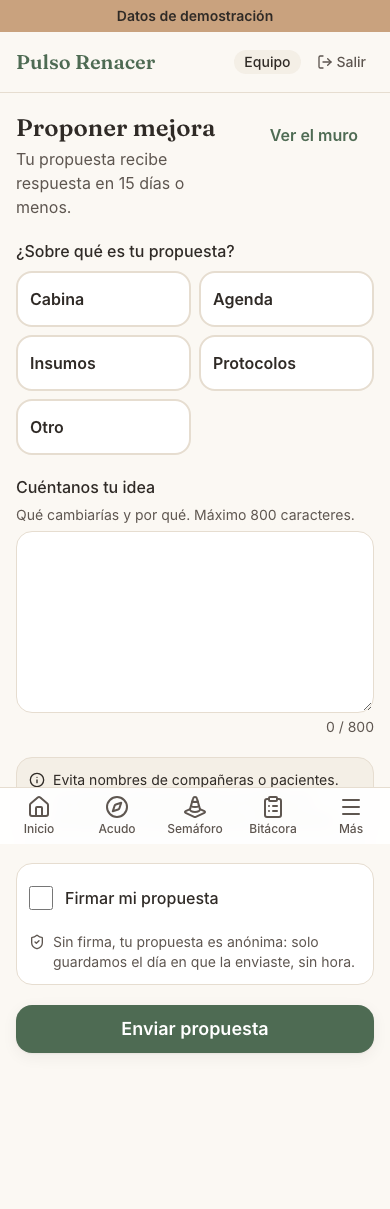 Datos de demostración
Pulso Renacer
Equipo
Salir
Proponer mejora
Ver el muro
Tu propuesta recibe
respuesta en 15 días o
menos.
¿Sobre qué es tu propuesta?
Cabina
Agenda
Insumos
Protocolos
Otro
Cuéntanos tu idea
Qué cambiarías y por qué. Máximo 800 caracteres.
0 / 800
Evita nombres de compañeras o pacientes.
Inicio
Acudo
Semáforo
Bitácora
Más
Firmar mi propuesta
Sin firma, tu propuesta es anónima: solo
guardamos el día en que la enviaste, sin hora.
Enviar propuesta